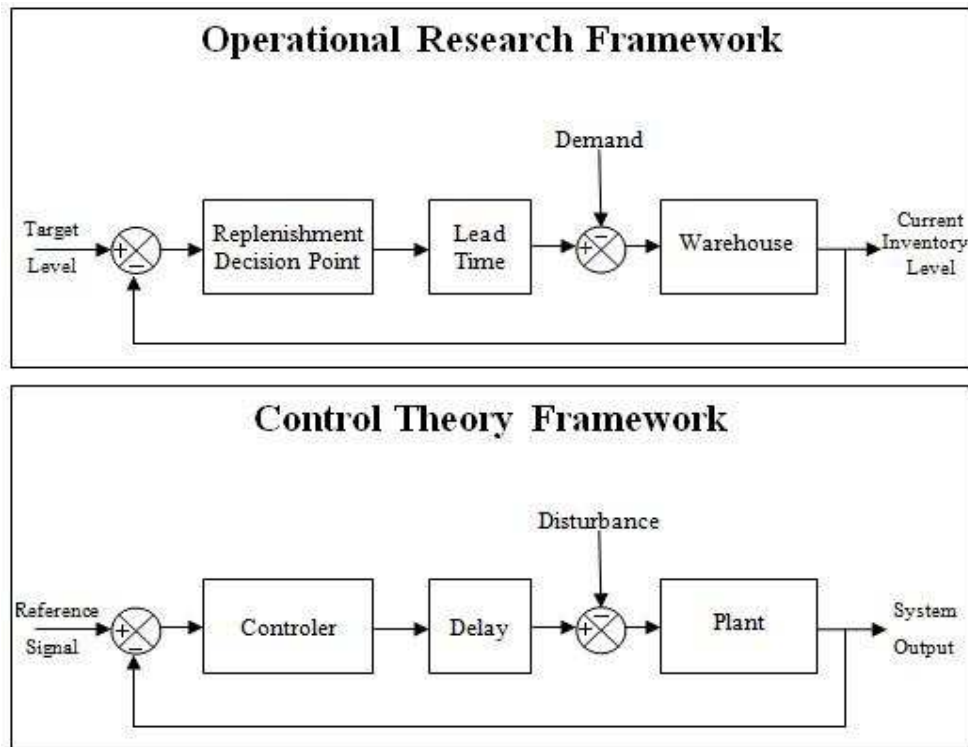 Operational Research Framework
Demand
Target
Level
Replenishment
Decision Point
Lead
Time
Warehouse
Current
Inventory
Level
+
−
+
−
Control Theory Framework
Disturbance
Reference
Signal
Controler
Delay
Plant
System
Output
+
−
+
−